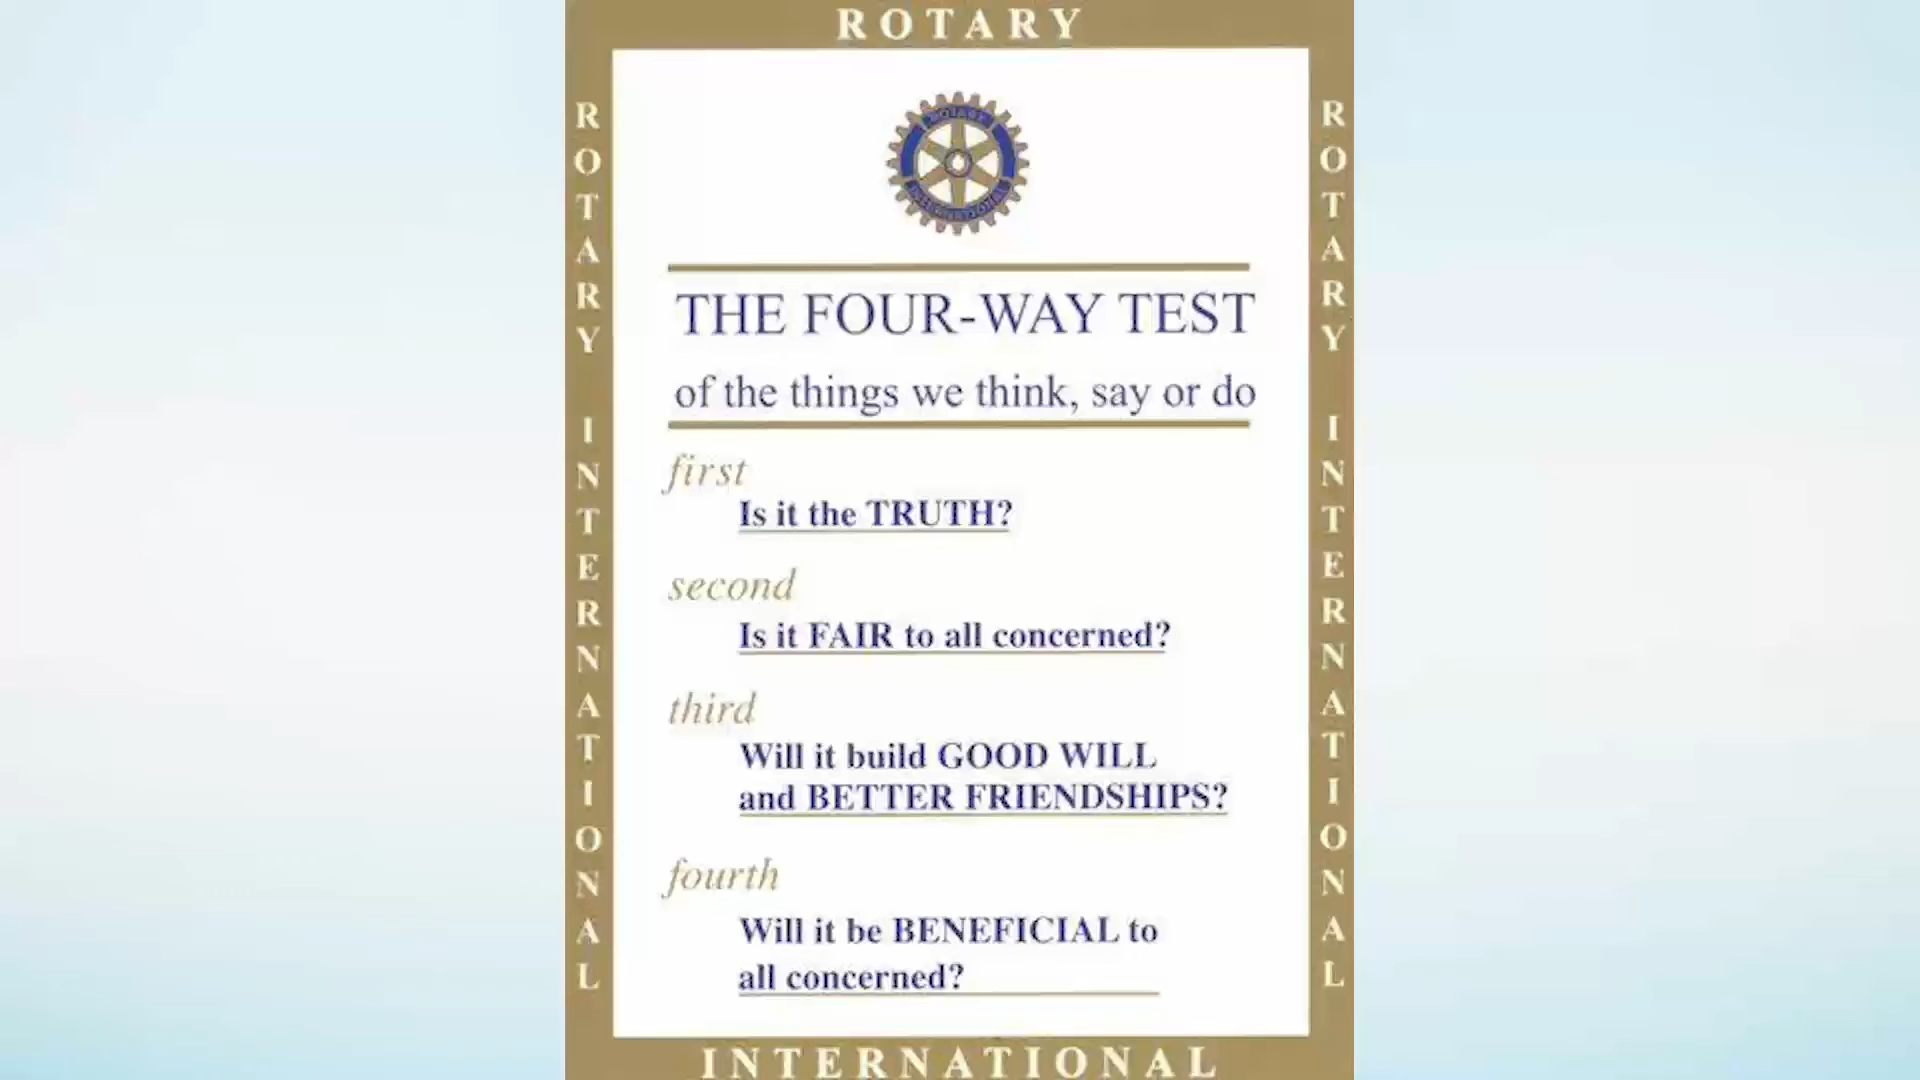 ROTARY
ROTARY INTERNATIONAL
ROTARY INTERNATIONAL
ROTARY
INTERNATIONAL
THE FOUR-WAY TEST
of the things we think, say or do
first
Is it the TRUTH?
second
Is it FAIR to all concerned?
third
Will it build GOOD WILL
and BETTER FRIENDSHIPS?
fourth
Will it be BENEFICIAL to
all concerned?
INTERNATIONAL